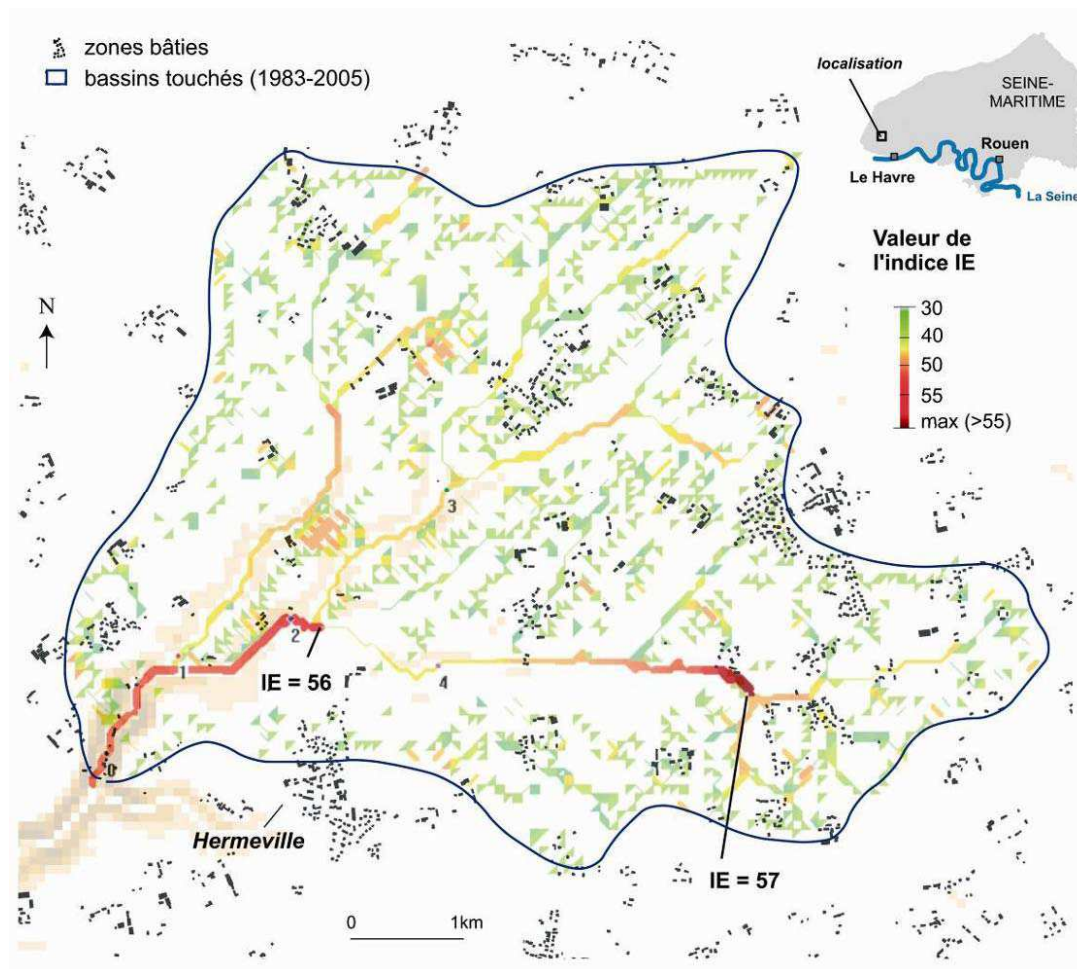 zones bâties
bassins touchés (1983-2005)
localisation
SEINE-
MARITIME
Rouen
Le Havre
La Seine
Valeur de
l'indice IE
30
40
50
55
max (>55)
N
3
2
1
IE = 56
4
0
Hermeville
IE = 57
0
1km